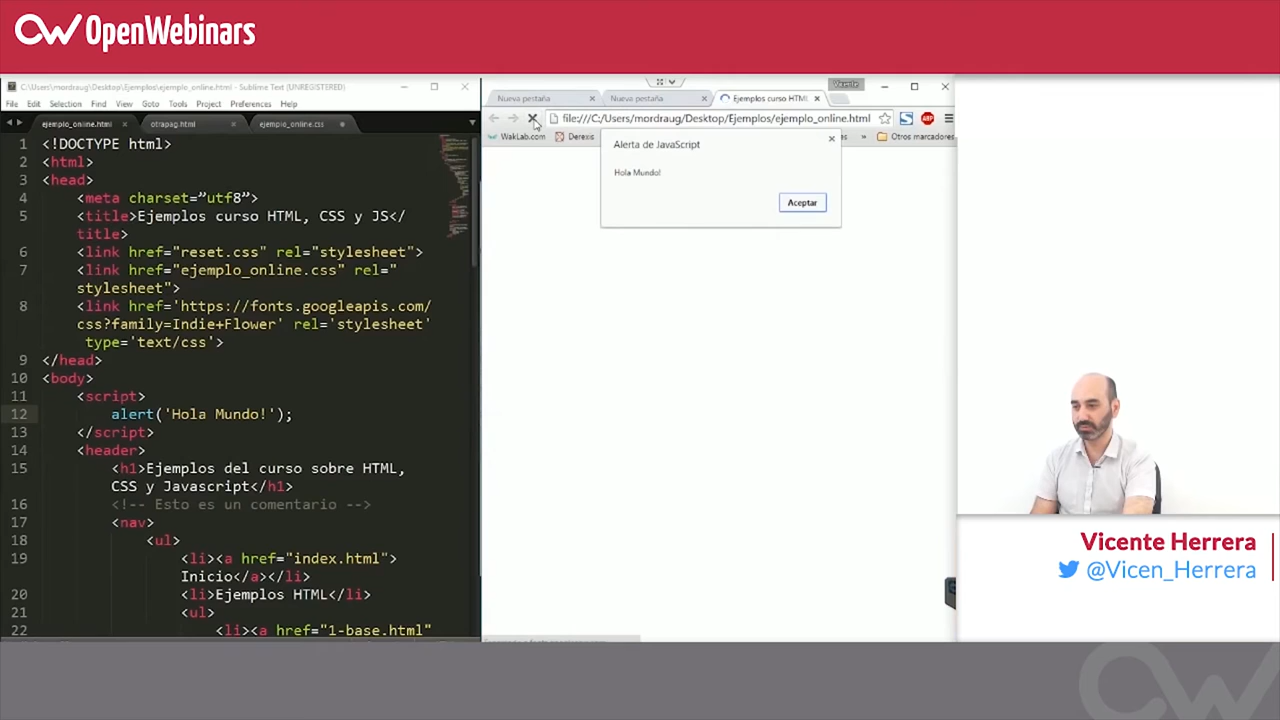 OpenWebinars
C:\Users\mordraug\Desktop\Ejemplos\ejemplo_online.html - Sublime Text (UNREGISTERED)
File Edit Selection Find View Goto Tools Project Preferences Help
ejemplo_online.html otrapag.html ejemplo_online.css
1 <!DOCTYPE html>
2 <html>
3 <head>
4 <meta charset=”utf8”>
5 <title>Ejemplos curso HTML, CSS y JS</
title>
6 <link href="reset.css" rel="stylesheet">
7 <link href="ejemplo_online.css" rel="
stylesheet">
8 <link href='https://fonts.googleapis.com/
css?family=Indie+Flower' rel='stylesheet'
type='text/css'>
9 </head>
10 <body>
11 <script>
12 alert('Hola Mundo!');
13 </script>
14 <header>
15 <h1>Ejemplos del curso sobre HTML,
CSS y Javascript</h1>
16 <!-- Esto es un comentario -->
17 <nav>
18 <ul>
19 <li><a href="index.html">
Inicio</a></li>
20 <li>Ejemplos HTML</li>
21 <ul>
22 <li><a href="1-base.html"
Vicente
Nueva pestaña Nueva pestaña Ejemplos curso HTML
file:///C:/Users/mordraug/Desktop/Ejemplos/ejemplo_online.html
ABP
WakLab.com Derexis » Otros marcadores
Alerta de JavaScript
Hola Mundo!
Aceptar
Vicente Herrera
@Vicen_Herrera